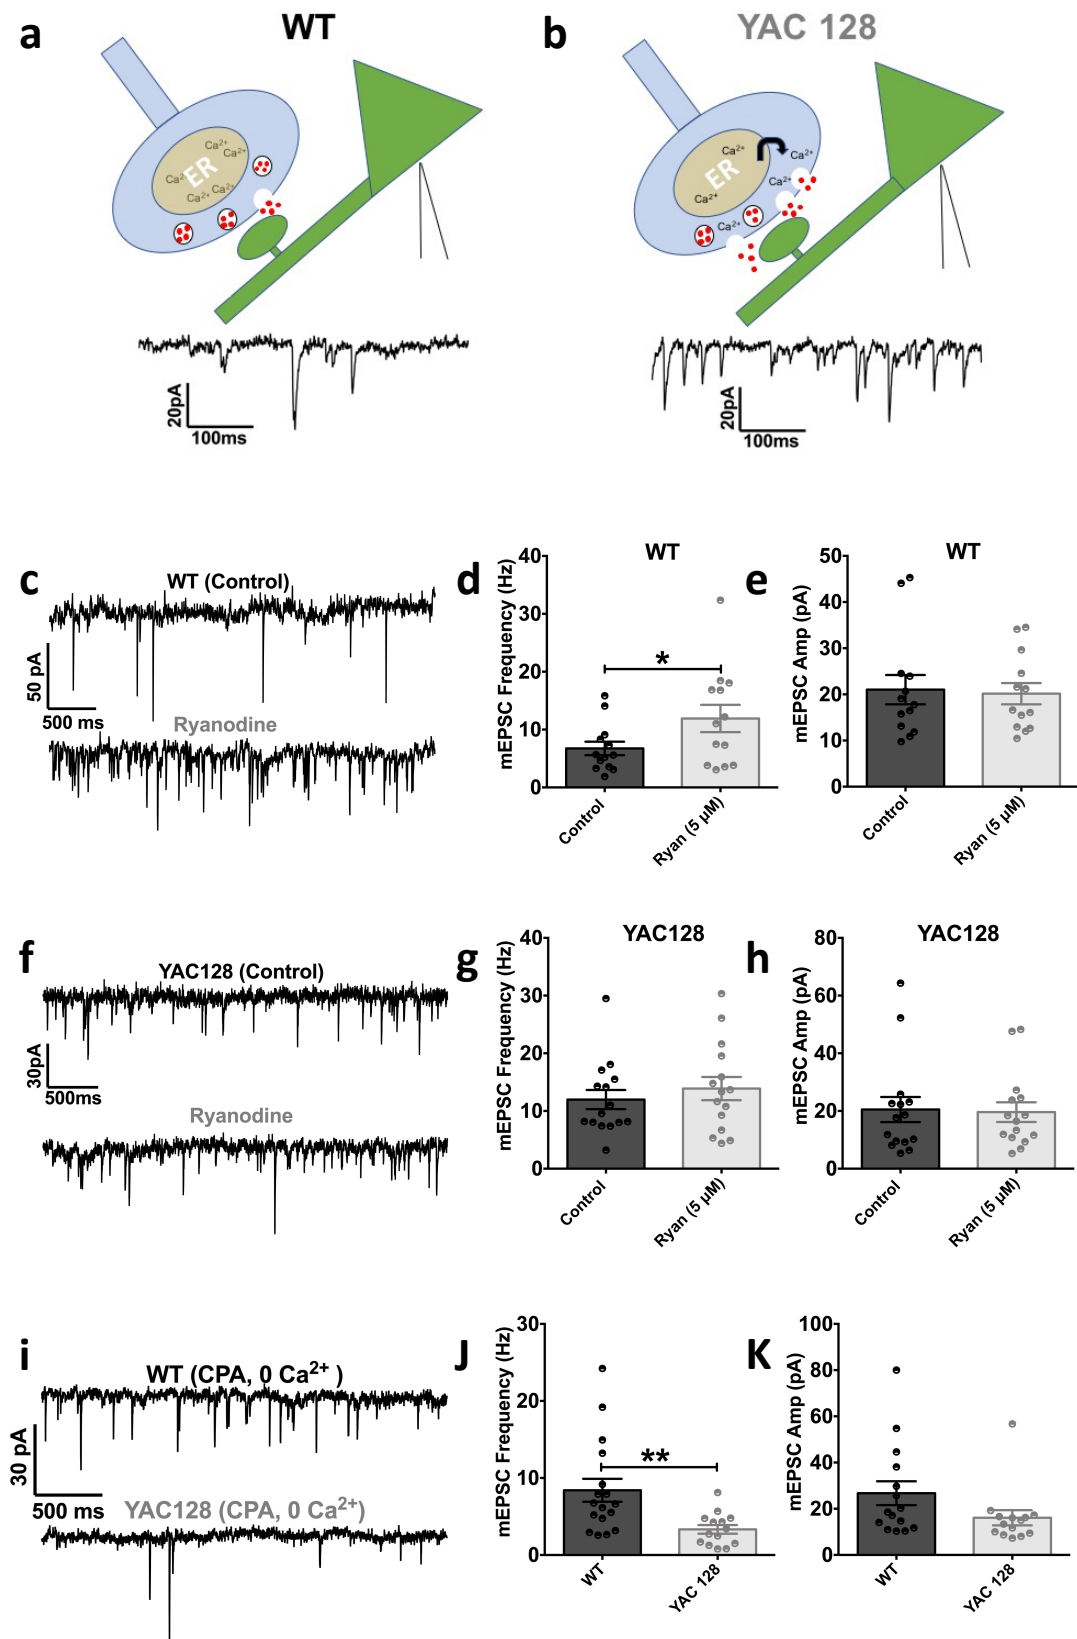 a
WT
b
YAC 128
Ca2+
Ca2+
Ca2+
Ca2+
Ca2+
ER
Ca2+
Ca2+
Ca2+
Ca2+
Ca2+
ER
20pA
100ms
20pA
100ms
c
WT (Control)
50 pA
500 ms
Ryanodine
d
WT
mEPSC Frequency (Hz)
40
30
20
10
0
*
Control
Ryan (5 µM)
e
WT
mEPSC Amp (pA)
50
40
30
20
10
0
Control
Ryan (5 µM)
f
YAC128 (Control)
30pA
500ms
Ryanodine
g
YAC128
mEPSC Frequency (Hz)
40
30
20
10
0
Control
Ryan (5 µM)
h
YAC128
mEPSC Amp (pA)
80
60
40
20
0
Control
Ryan (5 µM)
i
WT (CPA, 0 Ca2+ )
30 pA
500 ms
YAC128 (CPA, 0 Ca2+)
J
mEPSC Frequency (Hz)
30
20
10
0
**
WT
YAC 128
K
mEPSC Amp (pA)
100
80
60
40
20
0
WT
YAC 128